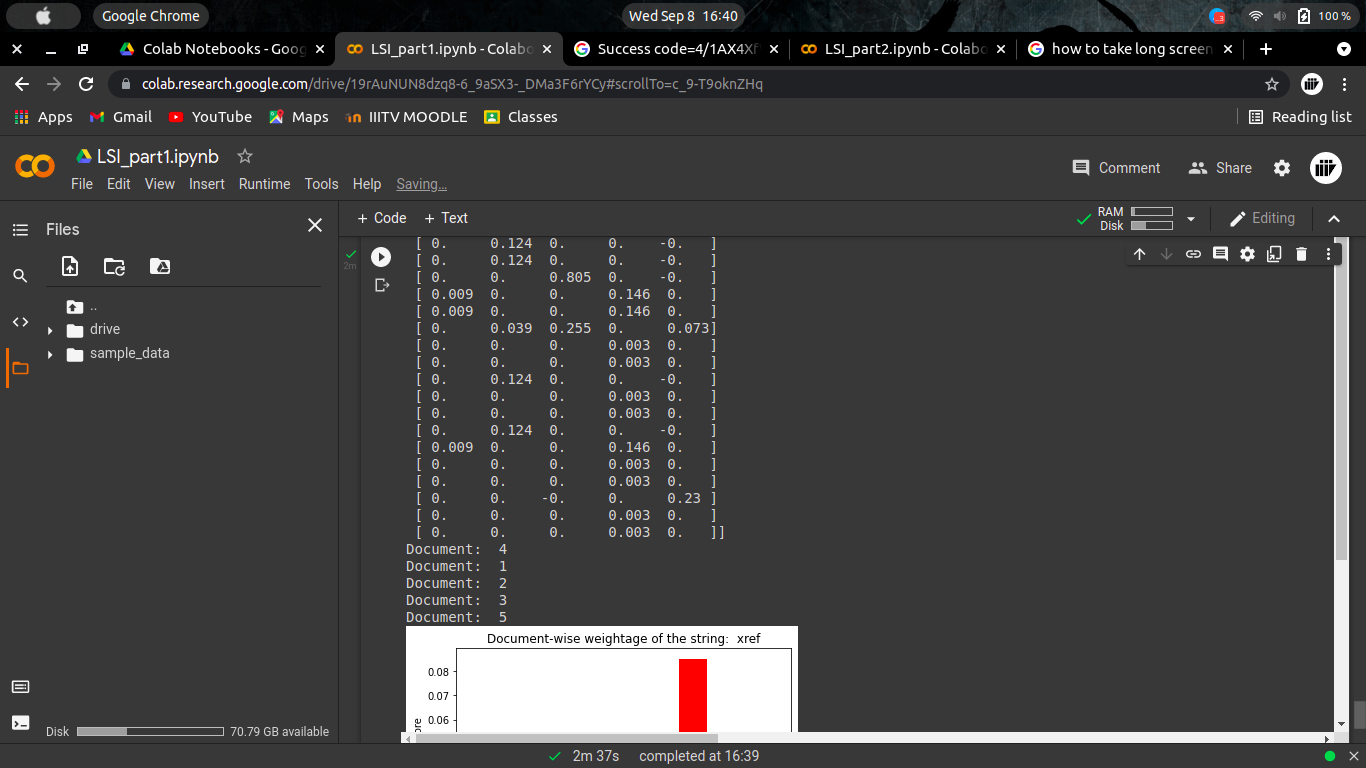 Google Chrome
Wed Sep 8 16:40
3
100 %
Colab Notebooks - Goog
LSI_part1.ipynb - Colabo
Success code=4/1AX4Xf
LSI_part2.ipynb - Colabo
how to take long screen
colab.research.google.com/drive/19rAuNUN8dzq8-6_9aSX3-_DMa3F6rYCy#scrollTo=c_9-T9oknZHq
Apps
Gmail
YouTube
Maps
IIITV MOODLE
Classes
Reading list
LSI_part1.ipynb
Comment
Share
File Edit View Insert Runtime Tools Help Saving...
Files
+ Code + Text
RAM
Disk
Editing
..
drive
sample_data
2m
[ 0. 0.124 0. 0. -0. ]
[ 0. 0.124 0. 0. -0. ]
[ 0. 0. 0.805 0. -0. ]
[ 0.009 0. 0. 0.146 0. ]
[ 0.009 0. 0. 0.146 0. ]
[ 0. 0.039 0.255 0. 0.073]
[ 0. 0. 0. 0.003 0. ]
[ 0. 0. 0. 0.003 0. ]
[ 0. 0.124 0. 0. -0. ]
[ 0. 0. 0. 0.003 0. ]
[ 0. 0. 0. 0.003 0. ]
[ 0. 0.124 0. 0. -0. ]
[ 0.009 0. 0. 0.146 0. ]
[ 0. 0. 0. 0.003 0. ]
[ 0. 0. 0. 0.003 0. ]
[ 0. 0. -0. 0. 0.23 ]
[ 0. 0. 0. 0.003 0. ]
[ 0. 0. 0. 0.003 0. ]]
Document: 4
Document: 1
Document: 2
Document: 3
Document: 5
Document-wise weightage of the string: xref
0.08
0.07
0.06
Disk
70.79 GB available
2m 37s completed at 16:39